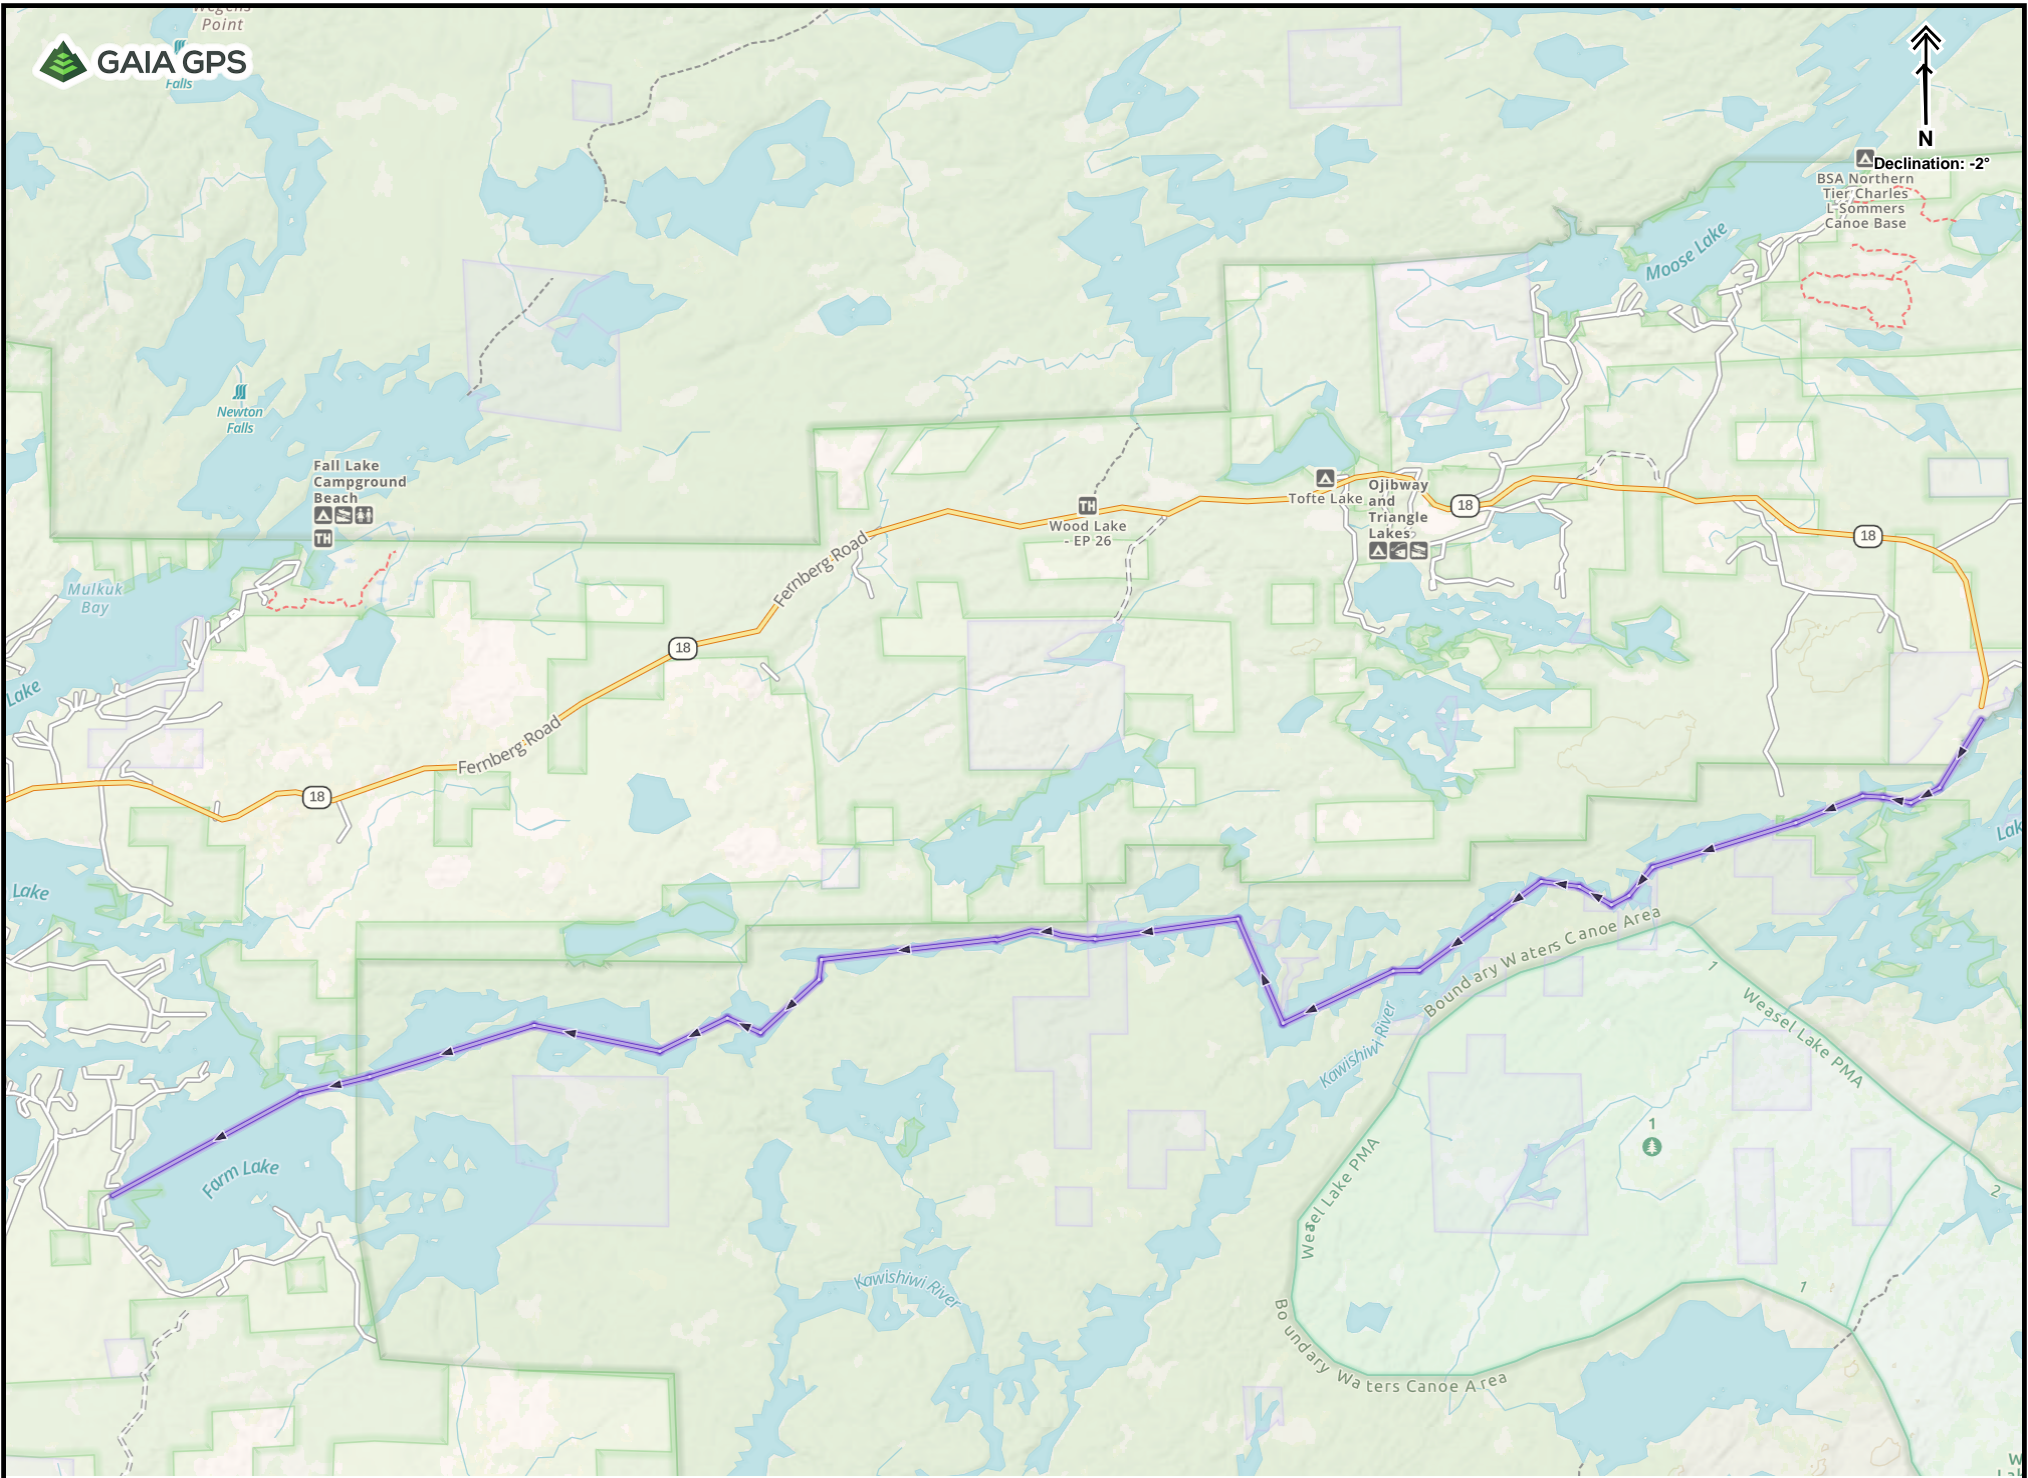 Wegens
Point
Falls
GAIA GPS
N
Declination: -2°
BSA Northern
Tier Charles
L Sommers
Canoe Base
Moose Lake
Newton
Falls
Fall Lake
Campground
Beach
TH
Mulkuk
Bay
Lake
TH
Wood Lake
- EP 26
Tofte Lake
Ojibway
and
Triangle
Lakes
18
18
Fernberg Road
18
Fernberg Road
18
Lake
Boundary Waters Canoe Area
Kawishiwi River
1
Weasel Lake PMA
Farm Lake
Weasel Lake PMA
1
2
Kawishiwi River
1
Boundary Waters Canoe Area